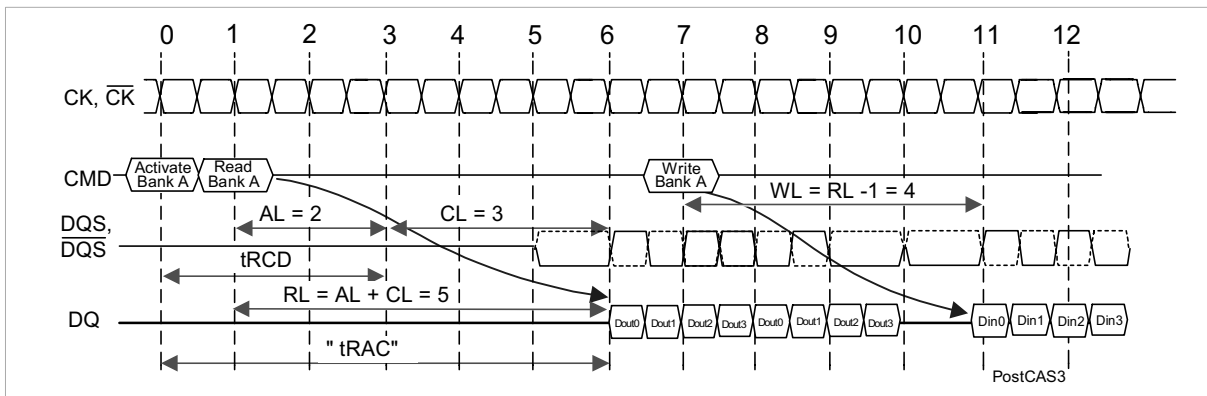 0 1 2 3 4 5 6 7 8 9 10 11 12
CK, CK
CMD
Activate
Bank A
Read
Bank A
Write
Bank A
WL = RL -1 = 4
AL = 2
CL = 3
DQS,
DQS
tRCD
RL = AL + CL = 5
DQ
Dout0 Dout1 Dout2 Dout3 Dout0 Dout1 Dout2 Dout3
Din0 Din1 Din2 Din3
" tRAC"
PostCAS3